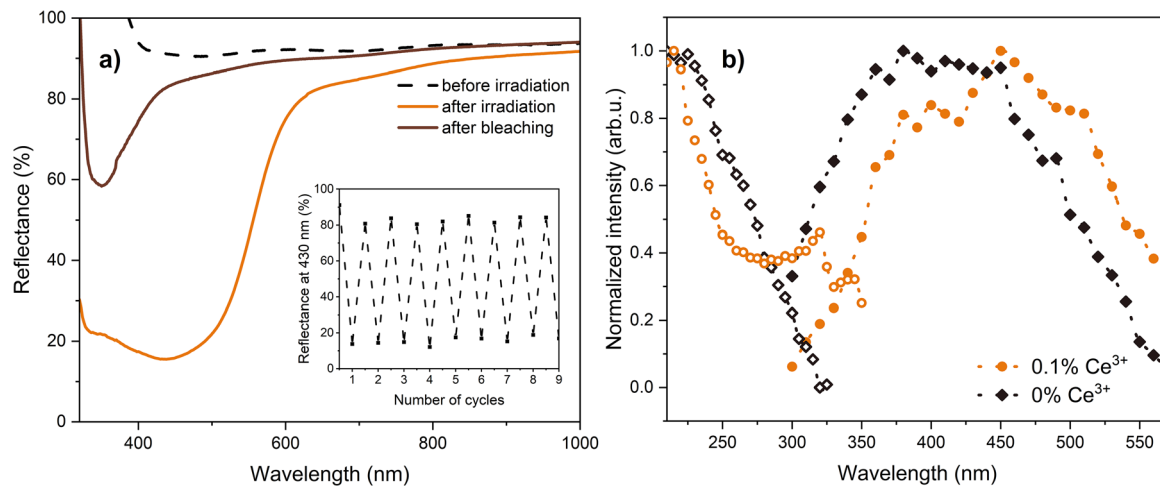 a)
before irradiation
after irradiation
after bleaching
Reflectance (%)
100
80
60
40
20
0
400
600
800
1000
Wavelength (nm)
Reflectance at 430 nm (%)
100
80
60
40
20
0
1 2 3 4 5 6 7 8 9
Number of cycles
b)
Normalized intensity (arb.u.)
1.0
0.8
0.6
0.4
0.2
0.0
0.1% Ce³⁺
0% Ce³⁺
250 300 350 400 450 500 550
Wavelength (nm)